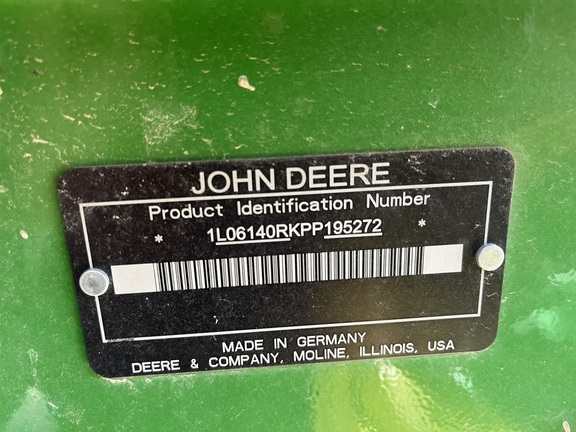 JOHN DEERE
Product Identification Number
* 1L06140RKPP195272 *
MADE IN GERMANY
DEERE & COMPANY, MOLINE, ILLINOIS, USA